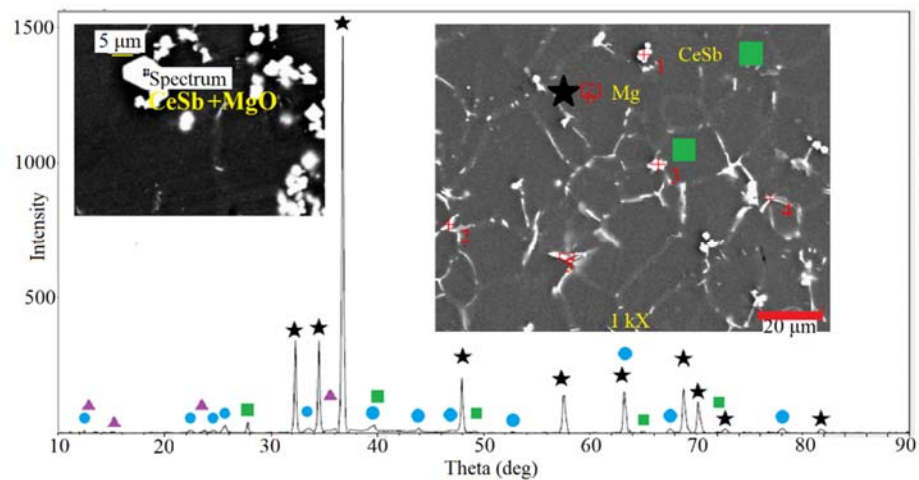 1500
1000
500
Intensity
5 μm
Spectrum
CeSb +MgO
CeSb
1
Mg
3
2
4
5
1 kX
20 μm
10 20 30 40 50 60 70 80 90
Theta (deg)